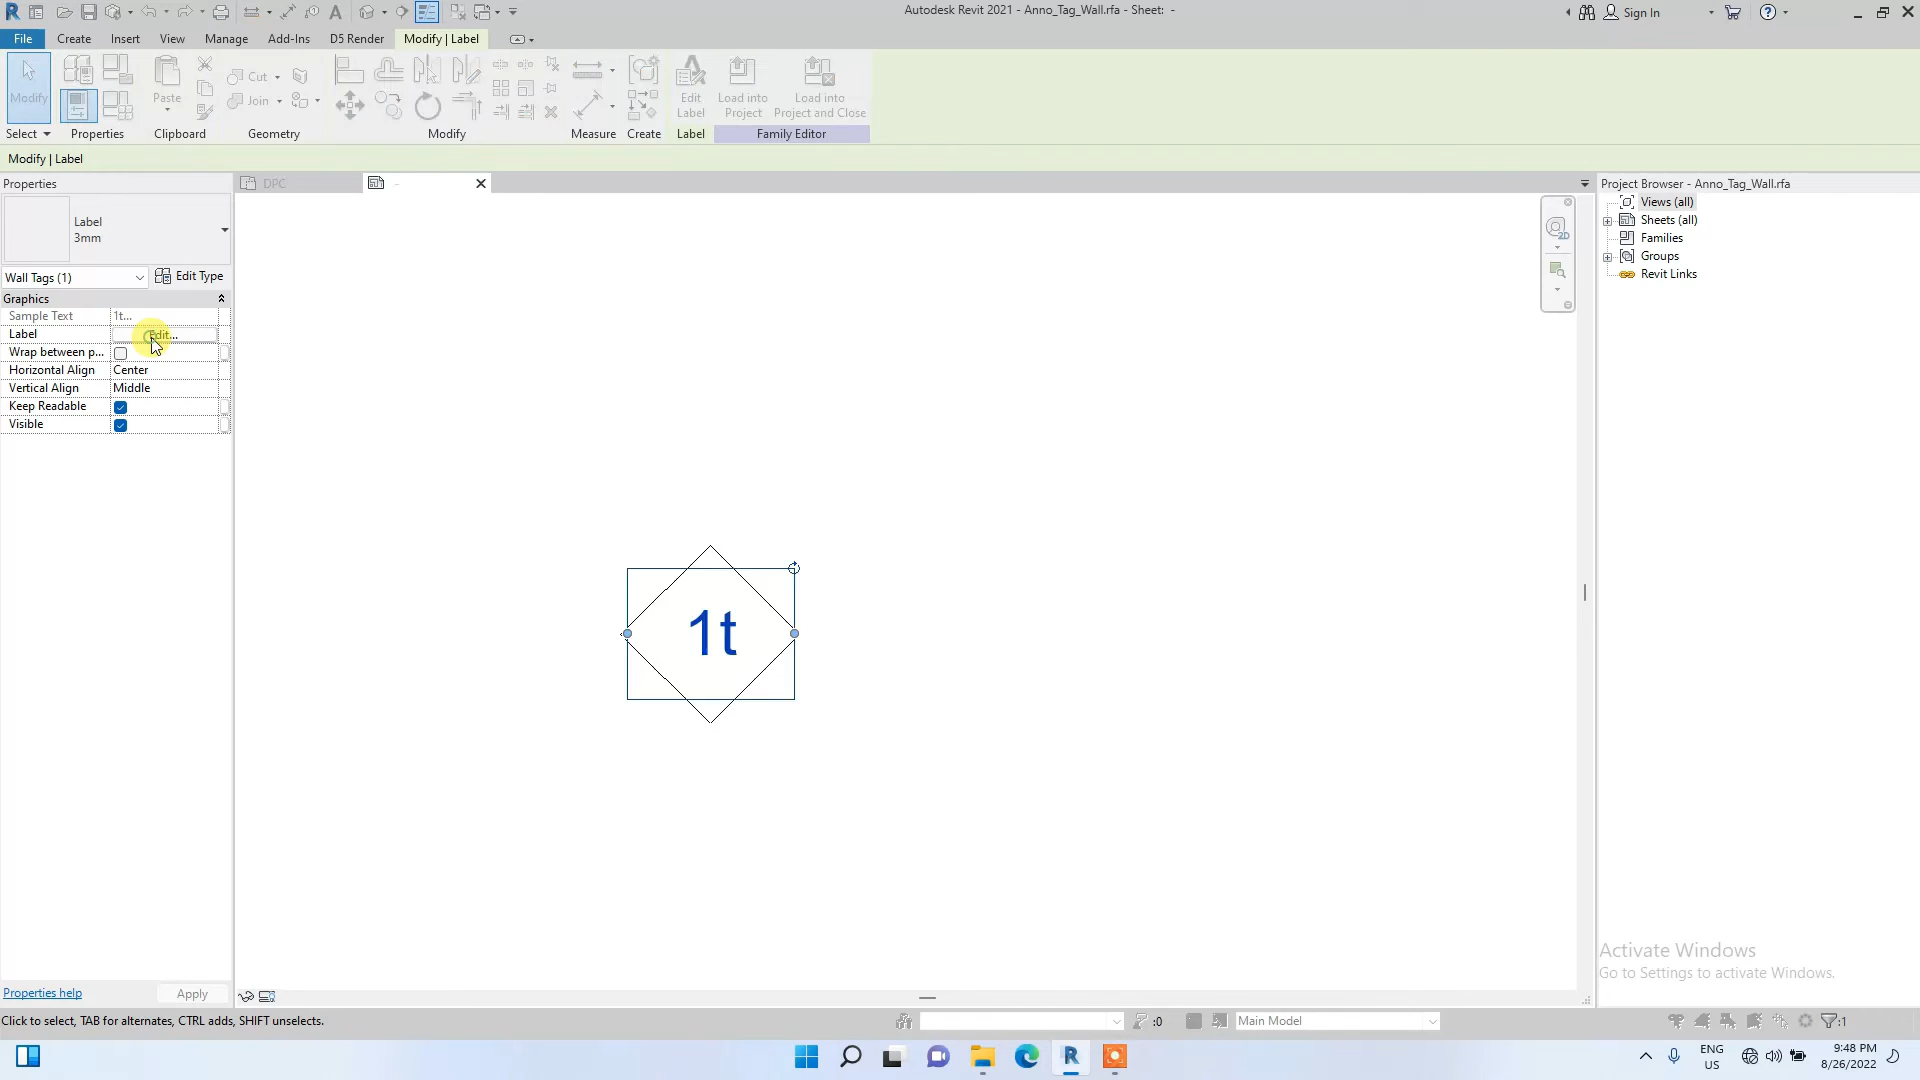 Autodesk Revit 2021 - Anno_Tag_Wall.rfa - Sheet: -
Sign In
File Create Insert View Manage Add-Ins D5 Render Modify | Label
Modify
Paste
Cut
Join
Edit Label
Load into Project
Load into Project and Close
Select Properties Clipboard Geometry Modify Measure Create Label Family Editor
Modify | Label
Properties
DPC
-
Project Browser - Anno_Tag_Wall.rfa
Views (all)
Sheets (all)
Families
Groups
Revit Links
Label
3mm
Wall Tags (1)
Edit Type
Graphics
Sample Text 1t...
Label Edit...
Wrap between p...
Horizontal Align Center
Vertical Align Middle
Keep Readable
Visible
2D
1t
Activate Windows
Go to Settings to activate Windows.
Properties help
Apply
Click to select, TAB for alternates, CTRL adds, SHIFT unselects.
:0
Main Model
:1
ENG
US
9:48 PM
8/26/2022